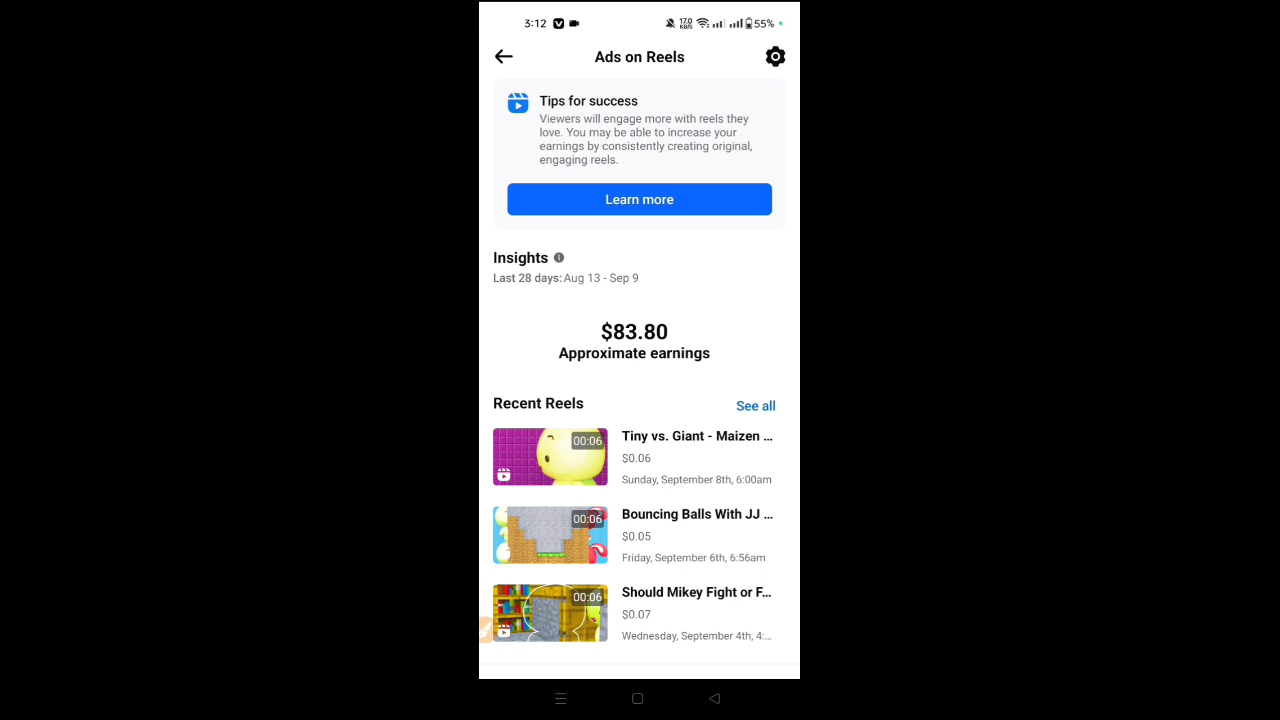 3:12
17.0
KB/S
55%
Ads on Reels
Tips for success
Viewers will engage more with reels they
love. You may be able to increase your
earnings by consistently creating original,
engaging reels.
Learn more
Insights
Last 28 days: Aug 13 - Sep 9
$83.80
Approximate earnings
Recent Reels
See all
00:06
Tiny vs. Giant - Maizen ...
$0.06
Sunday, September 8th, 6:00am
00:06
Bouncing Balls With JJ ...
$0.05
Friday, September 6th, 6:56am
00:06
Should Mikey Fight or F...
$0.07
Wednesday, September 4th, 4:...